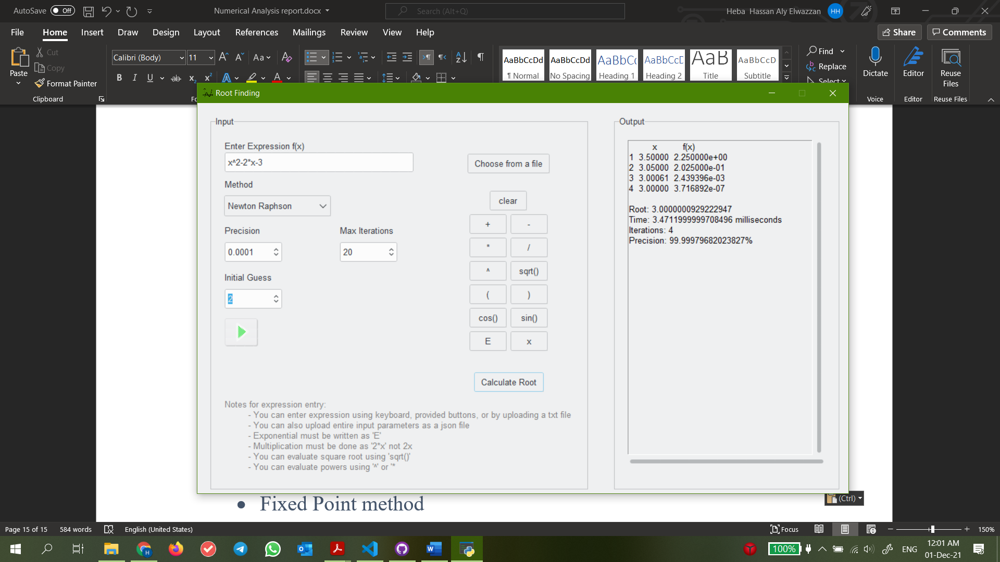 AutoSave Off Numerical Analysis report.docx Search (Alt+Q) Heba Hassan Aly Elwazzan HH
File Home Insert Draw Design Layout References Mailings Review View Help Share Comments
Paste
Cut
Copy
Format Painter
Clipboard
Calibri (Body) 11
AaBbCcDd
¶ Normal
AaBbCcDd
No Spacing
AaBbC
Heading 1
AaBbCc
Heading 2
AaB
Title
AaBbCcD
Subtitle
Find
Replace
Select
Dictate
Voice
Editor
Editor
Reuse
Files
Reuse Files
Root Finding
Input
Enter Expression f(x)
x^2-2*x-3
Choose from a file
Method
Newton Raphson
Precision Max Iterations
0.0001 20
Initial Guess
2
clear
+ -
* /
^ sqrt()
( )
cos() sin()
E x
Calculate Root
Notes for expression entry:
- You can enter expression using keyboard, provided buttons, or by uploading a txt file
- You can also upload entire input parameters as a json file
- Exponential must be written as 'E'
- Multiplication must be done as '2*x' not 2x
- You can evaluate square root using 'sqrt()'
- You can evaluate powers using '^' or '*
Output
x f(x)
1 3.50000 2.250000e+00
2 3.05000 2.025000e-01
3 3.00061 2.439396e-03
4 3.00000 3.716892e-07
Root: 3.0000000929222947
Time: 3.4711999999708496 milliseconds
Iterations: 4
Precision: 99.99979682023827%
• Fixed Point method
(Ctrl)
Page 15 of 15 584 words English (United States) Focus 150%
100% ENG 12:01 AM
01-Dec-21